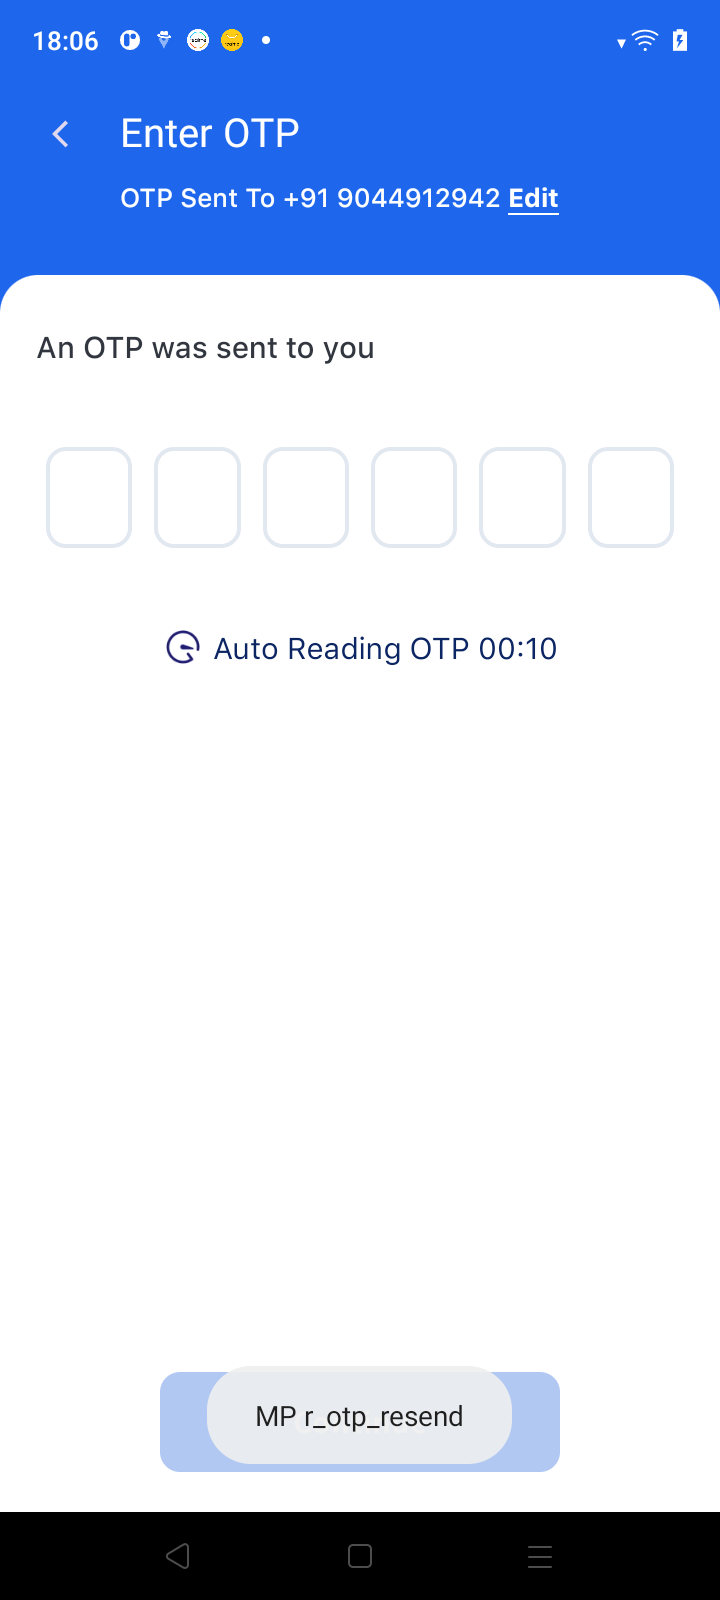 18:06
Enter OTP
OTP Sent To +91 9044912942 Edit
An OTP was sent to you
Auto Reading OTP 00:10
MP r_otp_resend